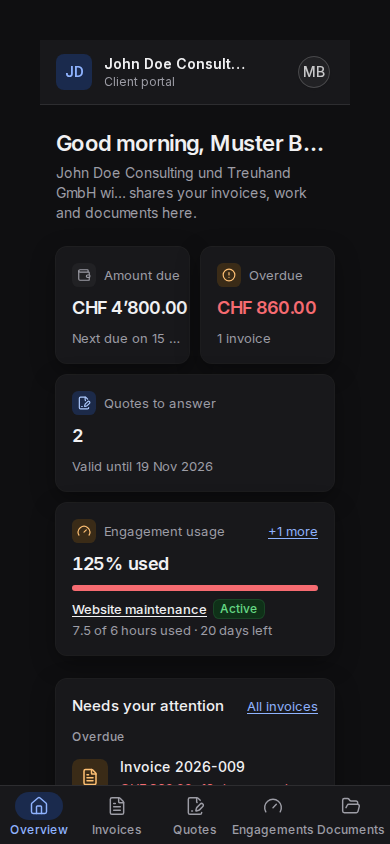 JD
John Doe Consult…
Client portal
MB
Good morning, Muster B…
John Doe Consulting und Treuhand
GmbH wi… shares your invoices, work
and documents here.
Amount due
CHF 4’800.00
Next due on 15 …
Overdue
CHF 860.00
1 invoice
Quotes to answer
2
Valid until 19 Nov 2026
Engagement usage
+1 more
125% used
Website maintenance Active
7.5 of 6 hours used · 20 days left
Needs your attention
All invoices
Overdue
Invoice 2026-009
Overview
Invoices
Quotes
Engagements
Documents